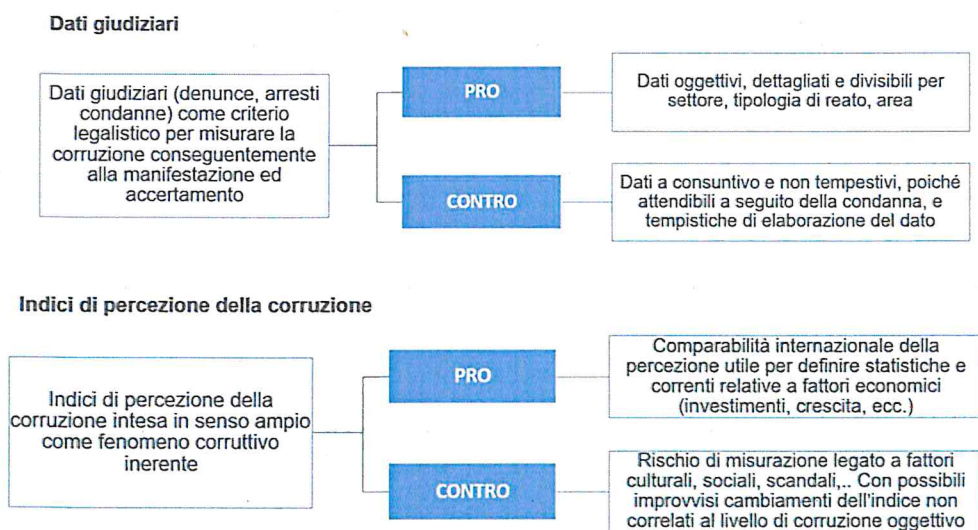 Dati giudiziari
Dati giudiziari (denunce, arresti
condanne) come criterio
legalistico per misurare la
corruzione conseguentemente
alla manifestazione ed
accertamento
PRO
Dati oggettivi, dettagliati e divisibili per
settore, tipologia di reato, area
CONTRO
Dati a consuntivo e non tempestivi, poiché
attendibili a seguito della condanna, e
tempistiche di elaborazione del dato
Indici di percezione della corruzione
Indici di percezione della
corruzione intesa in senso ampio
come fenomeno corruttivo
inerente
PRO
Comparabilità internazionale della
percezione utile per definire statistiche e
correnti relative a fattori economici
(investimenti, crescita, ecc.)
CONTRO
Rischio di misurazione legato a fattori
culturali, sociali, scandali,.. Con possibili
improvvisi cambiamenti dell'indice non
correlati al livello di corruzione oggettivo